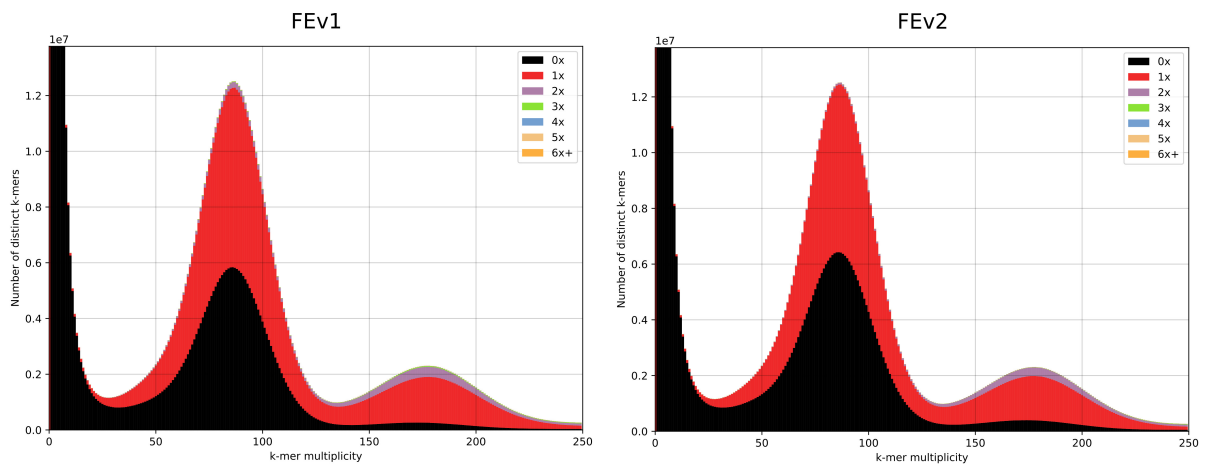 FEv1
1e7
Number of distinct k-mers
1.2
1.0
0.8
0.6
0.4
0.2
0.0
0
50
100
150
200
250
k-mer multiplicity
0x
1x
2x
3x
4x
5x
6x+
FEv2
1e7
Number of distinct k-mers
1.2
1.0
0.8
0.6
0.4
0.2
0.0
0
50
100
150
200
250
k-mer multiplicity
0x
1x
2x
3x
4x
5x
6x+